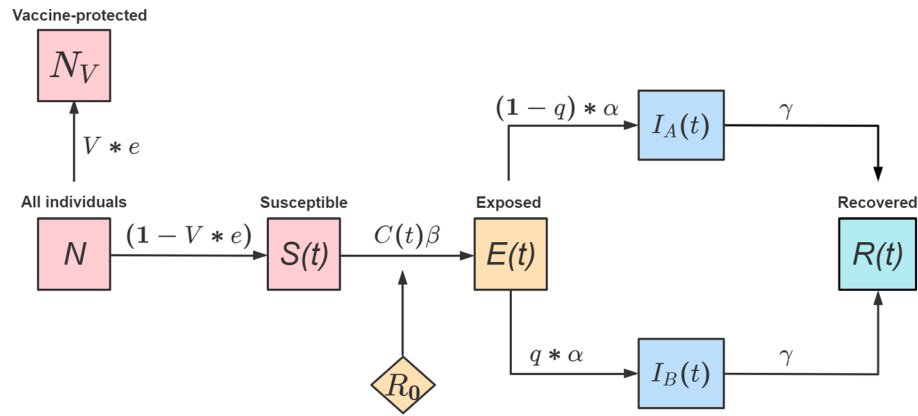 Vaccine-protected
N_V
V * e
All individuals
N
(1 − V * e)
Susceptible
S(t)
C(t)β
R_0
Exposed
E(t)
(1 − q) * α
I_A(t)
γ
q * α
I_B(t)
γ
Recovered
R(t)